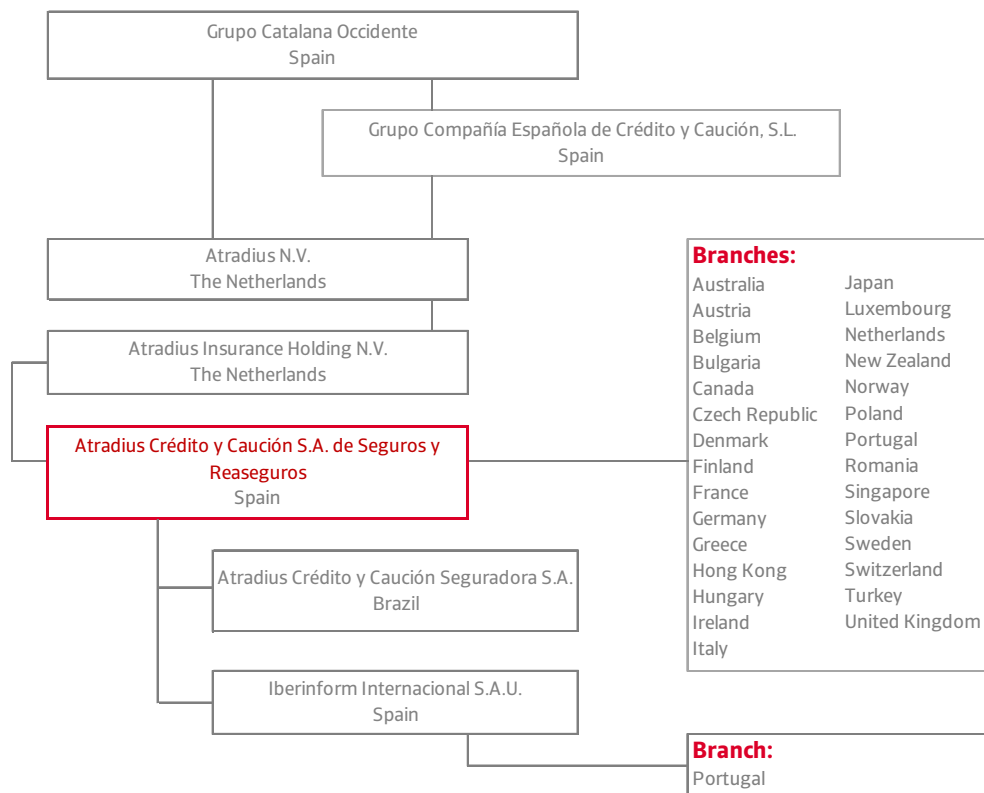 Grupo Catalana Occidente
Spain
Grupo Compañía Española de Crédito y Caución, S.L.
Spain
Atradius N.V.
The Netherlands
Atradius Insurance Holding N.V.
The Netherlands
Atradius Crédito y Caución S.A. de Seguros y
Reaseguros
Spain
Atradius Crédito y Caución Seguradora S.A.
Brazil
Iberinform Internacional S.A.U.
Spain
Branches:
Australia
Austria
Belgium
Bulgaria
Canada
Czech Republic
Denmark
Finland
France
Germany
Greece
Hong Kong
Hungary
Ireland
Italy
Japan
Luxembourg
Netherlands
New Zealand
Norway
Poland
Portugal
Romania
Singapore
Slovakia
Sweden
Switzerland
Turkey
United Kingdom
Branch:
Portugal